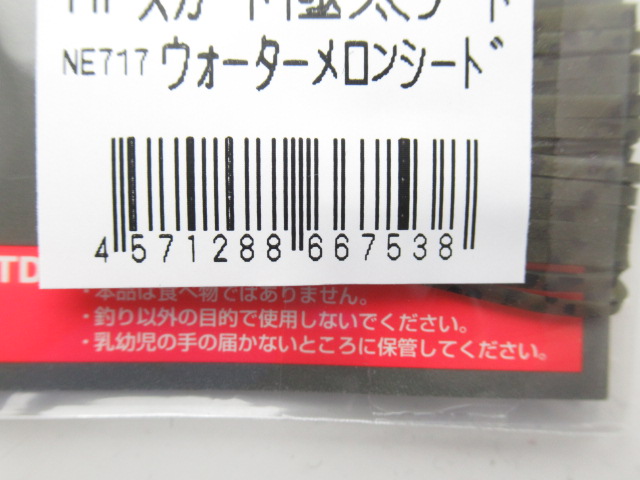 NE717 ウォーターメロンシード
4 571288 667538
TD
・本品は食べ物ではありません。
・釣り以外の目的で使用しないでください。
・乳幼児の手の届かないところに保管してください。